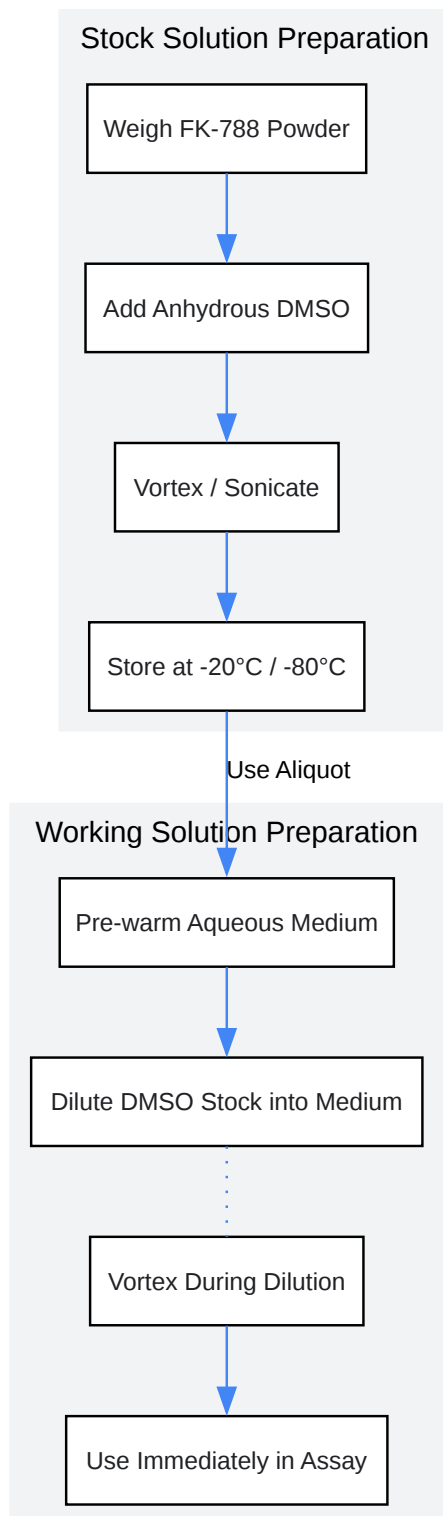 Stock Solution Preparation
Weigh FK-788 Powder
Add Anhydrous DMSO
Vortex / Sonicate
Store at -20°C / -80°C
Use Aliquot
Working Solution Preparation
Pre-warm Aqueous Medium
Dilute DMSO Stock into Medium
Vortex During Dilution
Use Immediately in Assay